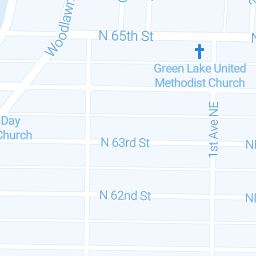 Woodlawn
N 65th St
Green Lake United
Methodist Church
Day
Church
1st Ave NE
N 63rd St
N 62nd St